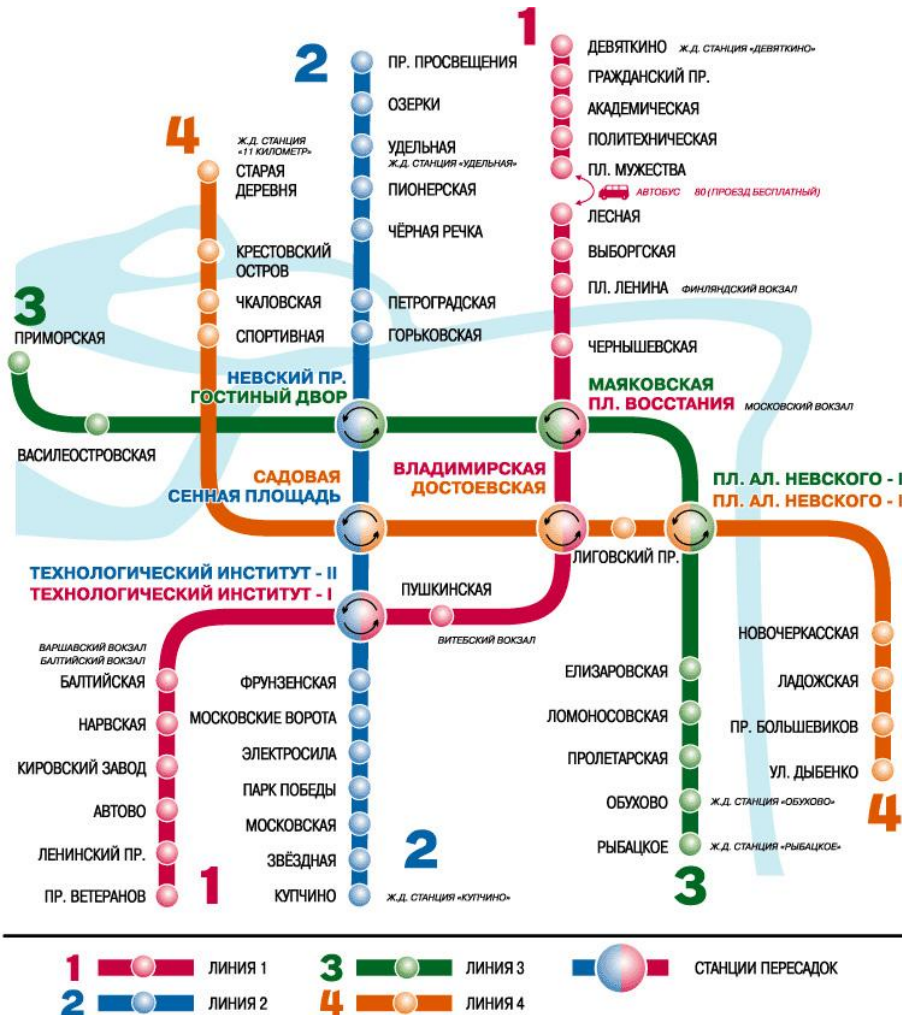 1
ДЕВЯТКИНО Ж.Д. СТАНЦИЯ «ДЕВЯТКИНО»
ГРАЖДАНСКИЙ ПР.
АКАДЕМИЧЕСКАЯ
ПОЛИТЕХНИЧЕСКАЯ
ПЛ. МУЖЕСТВА
АВТОБУС 80 (ПРОЕЗД БЕСПЛАТНЫЙ)
ЛЕСНАЯ
ВЫБОРГСКАЯ
ПЛ. ЛЕНИНА ФИНЛЯНДСКИЙ ВОКЗАЛ
ЧЕРНЫШЕВСКАЯ
2
ПР. ПРОСВЕЩЕНИЯ
ОЗЕРКИ
УДЕЛЬНАЯ
Ж.Д. СТАНЦИЯ «УДЕЛЬНАЯ»
ПИОНЕРСКАЯ
ЧЁРНАЯ РЕЧКА
ПЕТРОГРАДСКАЯ
ГОРЬКОВСКАЯ
4
Ж.Д. СТАНЦИЯ
«11 КИЛОМЕТР»
СТАРАЯ
ДЕРЕВНЯ
КРЕСТОВСКИЙ
ОСТРОВ
ЧКАЛОВСКАЯ
СПОРТИВНАЯ
3
ПРИМОРСКАЯ
ВАСИЛЕОСТРОВСКАЯ
НЕВСКИЙ ПР.
ГОСТИНЫЙ ДВОР
МАЯКОВСКАЯ
ПЛ. ВОССТАНИЯ МОСКОВСКИЙ ВОКЗАЛ
САДОВАЯ
СЕННАЯ ПЛОЩАДЬ
ВЛАДИМИРСКАЯ
ДОСТОЕВСКАЯ
ЛИГОВСКИЙ ПР.
ПЛ. АЛ. НЕВСКОГО - I
ПЛ. АЛ. НЕВСКОГО - I
ТЕХНОЛОГИЧЕСКИЙ ИНСТИТУТ - II
ТЕХНОЛОГИЧЕСКИЙ ИНСТИТУТ - I
ПУШКИНСКАЯ
ВИТЕБСКИЙ ВОКЗАЛ
ВАРШАВСКИЙ ВОКЗАЛ
БАЛТИЙСКИЙ ВОКЗАЛ
БАЛТИЙСКАЯ
НАРВСКАЯ
КИРОВСКИЙ ЗАВОД
АВТОВО
ЛЕНИНСКИЙ ПР.
ПР. ВЕТЕРАНОВ
1
ФРУНЗЕНСКАЯ
МОСКОВСКИЕ ВОРОТА
ЭЛЕКТРОСИЛА
ПАРК ПОБЕДЫ
МОСКОВСКАЯ
ЗВЁЗДНАЯ
КУПЧИНО Ж.Д. СТАНЦИЯ «КУПЧИНО»
2
ЕЛИЗАРОВСКАЯ
ЛОМОНОСОВСКАЯ
ПРОЛЕТАРСКАЯ
ОБУХОВО Ж.Д. СТАНЦИЯ «ОБУХОВО»
РЫБАЦКОЕ Ж.Д. СТАНЦИЯ «РЫБАЦКОЕ»
3
НОВОЧЕРКАССКАЯ
ЛАДОЖСКАЯ
ПР. БОЛЬШЕВИКОВ
УЛ. ДЫБЕНКО
4
1 ЛИНИЯ 1
2 ЛИНИЯ 2
3 ЛИНИЯ 3
4 ЛИНИЯ 4
СТАНЦИИ ПЕРЕСАДОК